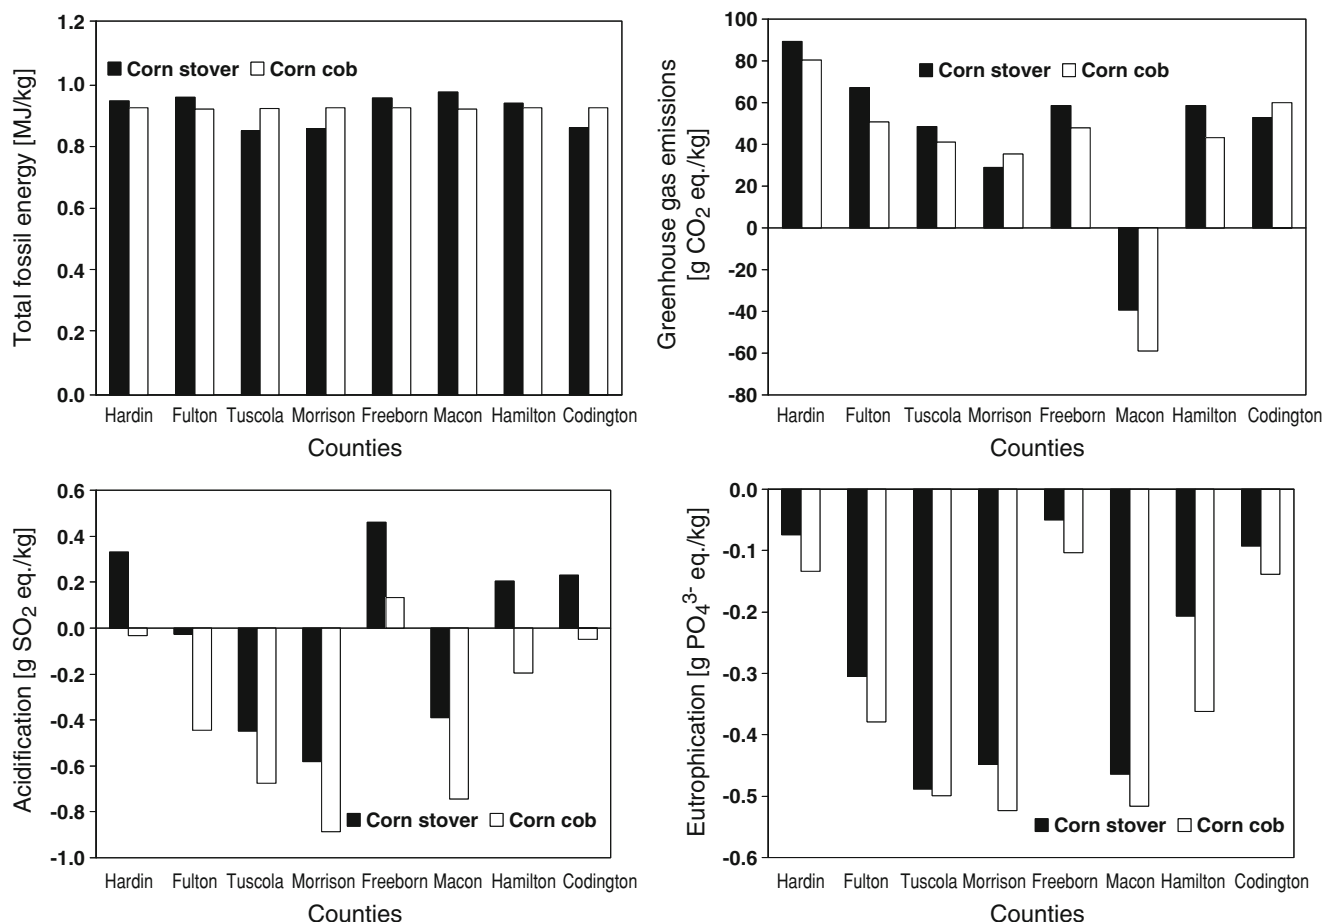 Total fossil energy [MJ/kg]
1.2
1.0
0.8
0.6
0.4
0.2
0.0
Corn stover Corn cob
Hardin Fulton Tuscola Morrison Freeborn Macon Hamilton Codington
Counties
Greenhouse gas emissions
[g CO₂ eq./kg]
100
80
60
40
20
0
-20
-40
-60
-80
Corn stover Corn cob
Hardin Fulton Tuscola Morrison Freeborn Macon Hamilton Codington
Counties
Acidification [g SO₂ eq./kg]
0.6
0.4
0.2
0.0
-0.2
-0.4
-0.6
-0.8
-1.0
Corn stover Corn cob
Hardin Fulton Tuscola Morrison Freeborn Macon Hamilton Codington
Counties
Eutrophication [g PO₄³⁻ eq./kg]
0.0
-0.1
-0.2
-0.3
-0.4
-0.5
-0.6
Corn stover Corn cob
Hardin Fulton Tuscola Morrison Freeborn Macon Hamilton Codington
Counties